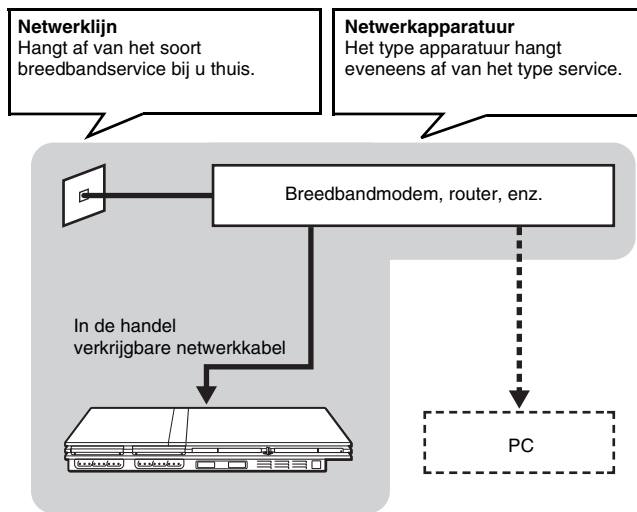 Netwerklijn
Hangt af van het soort
breedbandservice bij u thuis.
Netwerkapparatuur
Het type apparatuur hangt
eveneens af van het type service.
Breedbandmodem, router, enz.
In de handel
verkrijgbare netwerkkabel
PC